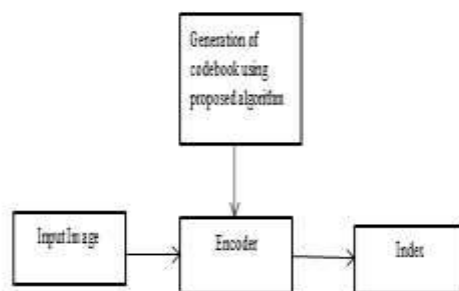 Generation of
codebook using
proposed algorithm
Input Image
Encoder
Index